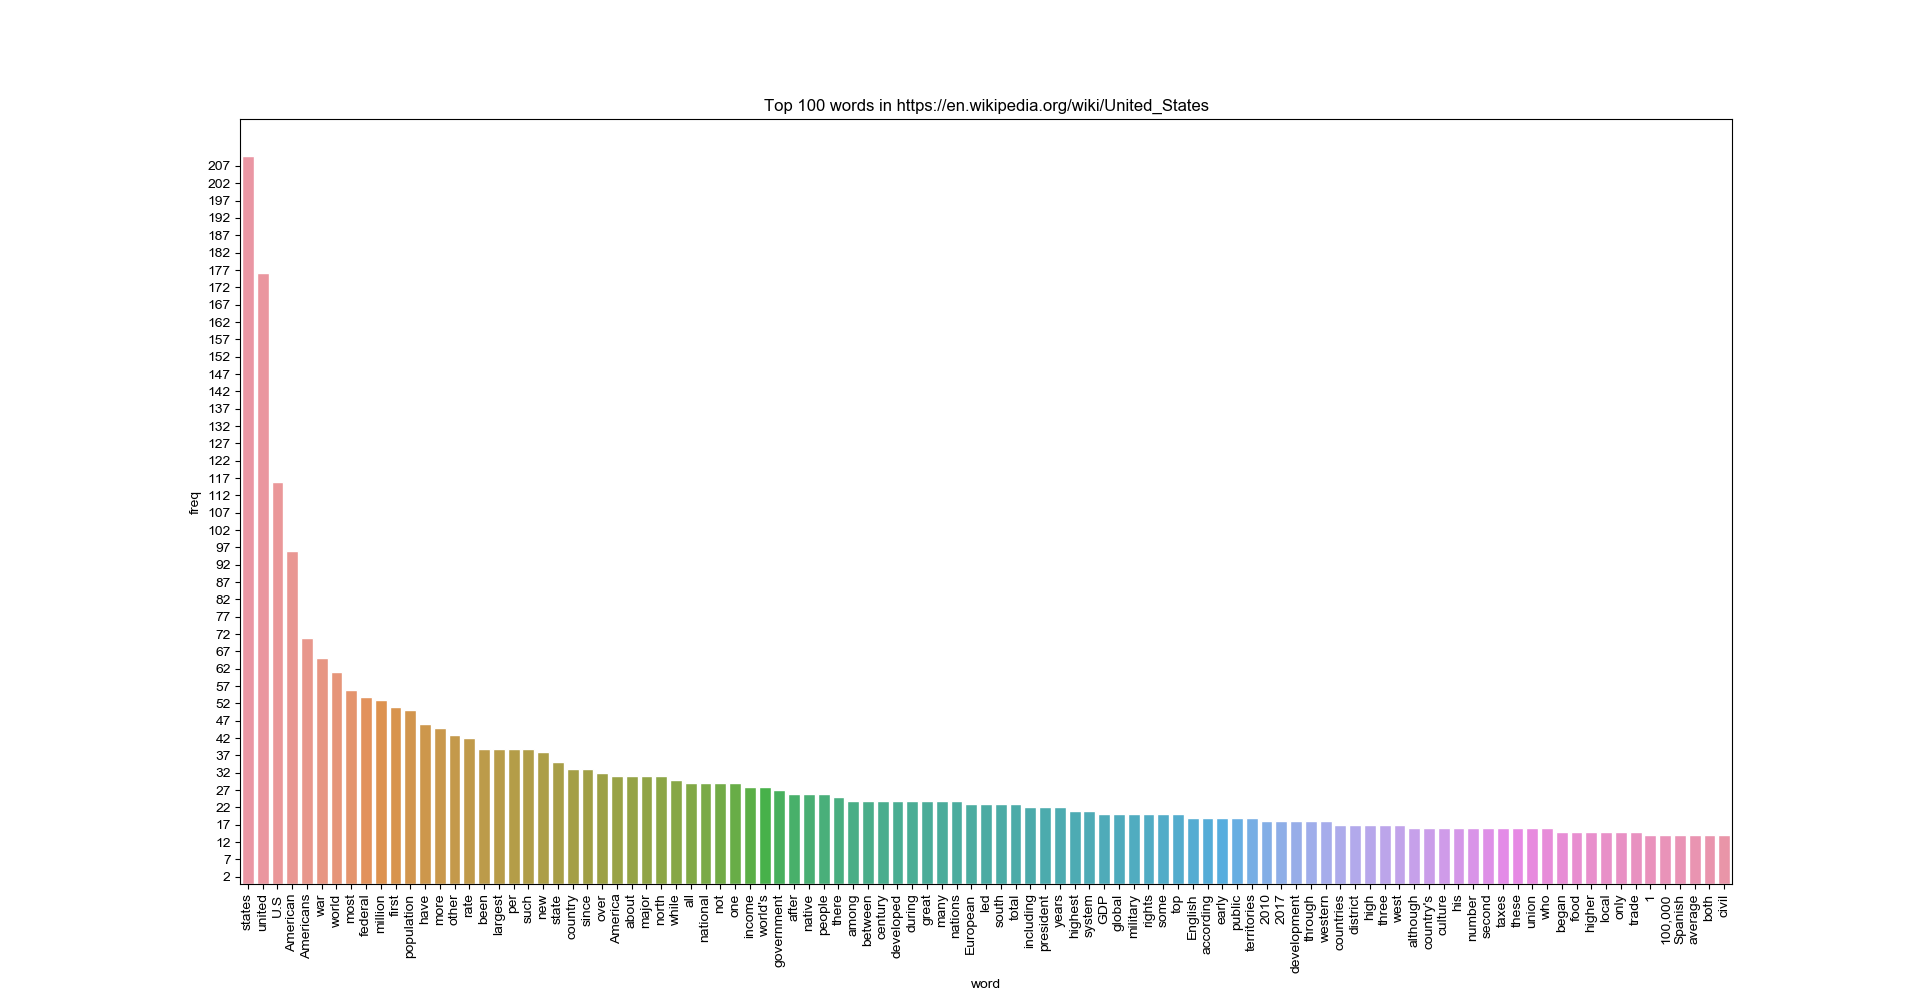 Top 100 words in https://en.wikipedia.org/wiki/United_States
freq
207
202
197
192
187
182
177
172
167
162
157
152
147
142
137
132
127
122
117
112
107
102
97
92
87
82
77
72
67
62
57
52
47
42
37
32
27
22
17
12
7
2
states
united
U.S
American
Americans
war
world
most
federal
million
first
population
have
more
other
rate
been
largest
per
such
new
state
country
since
over
America
about
major
north
while
all
national
not
one
income
world's
government
after
native
people
there
among
between
century
developed
during
great
many
nations
European
led
south
total
including
president
years
highest
system
GDP
global
military
rights
some
top
English
according
early
public
territories
2010
2017
development
through
western
countries
district
high
three
west
although
country's
culture
his
number
second
taxes
these
union
who
began
food
higher
local
only
trade
1
100,000
Spanish
average
both
civil
word